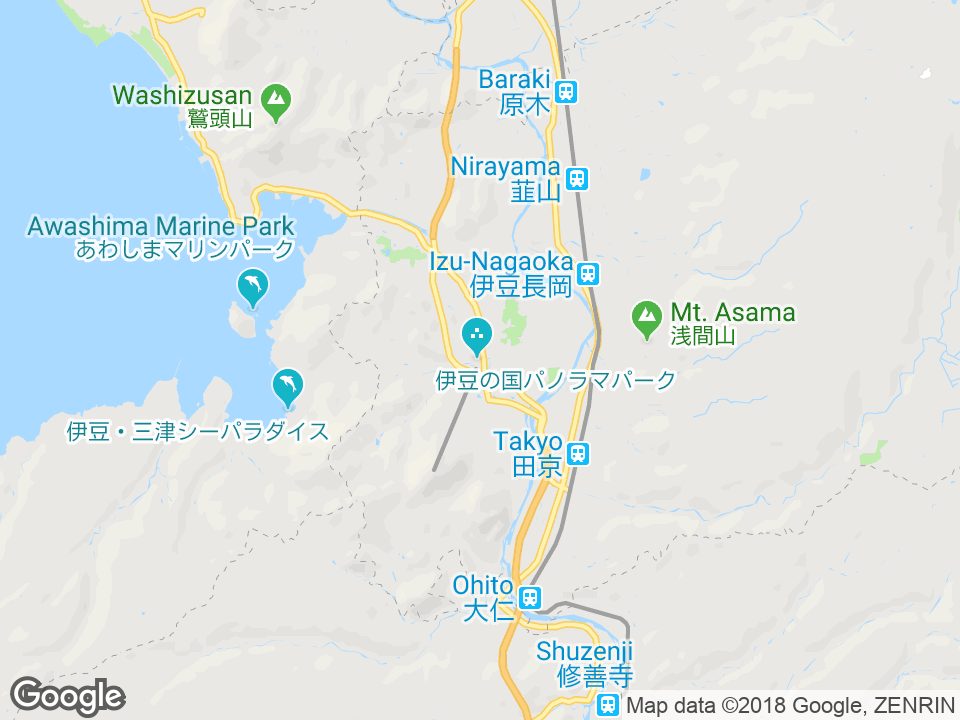 Baraki
原木
Washizusan
鷲頭山
Nirayama
韮山
Awashima Marine Park
あわしまマリンパーク
Izu-Nagaoka
伊豆長岡
Mt. Asama
浅間山
伊豆の国パノラマパーク
伊豆・三津シーパラダイス
Takyo
田京
Ohito
大仁
Shuzenji
修善寺
Google
Map data ©2018 Google, ZENRIN